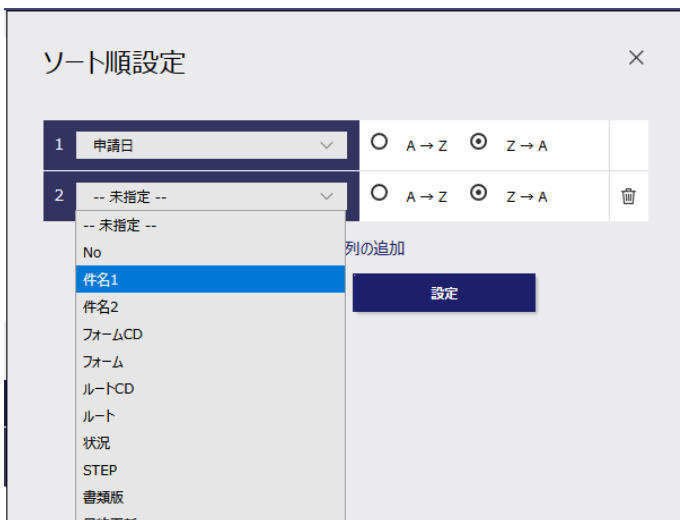 ソート順設定
1 申請日 A → Z Z → A
2 -- 未指定 -- A → Z Z → A
-- 未指定 --
No
件名1
件名2
フォームCD
フォーム
ルートCD
ルート
状況
STEP
書類版
列の追加
設定